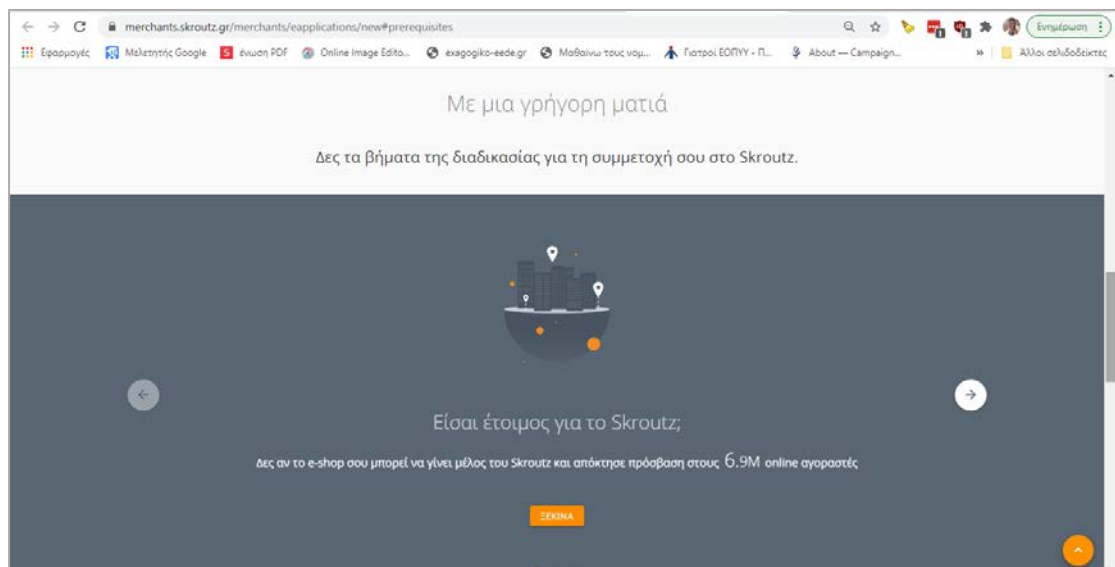 merchants.skroutz.gr/merchants/eapplications/new#prerequisites
Ενημέρωση
Εφαρμογές Μελετητής Google ένωση PDF Online Image Edito... exagogiko-eede.gr Μαθαίνω τους νομ... Γιατροί ΕΟΠΥΥ - Π... About — Campaign... » Άλλοι σελιδοδείκτες
Με μια γρήγορη ματιά
Δες τα βήματα της διαδικασίας για τη συμμετοχή σου στο Skroutz.
Είσαι έτοιμος για το Skroutz;
Δες αν το e-shop σου μπορεί να γίνει μέλος του Skroutz και απόκτησε πρόσβαση στους 6.9M online αγοραστές
ΞΕΚΙΝΑ